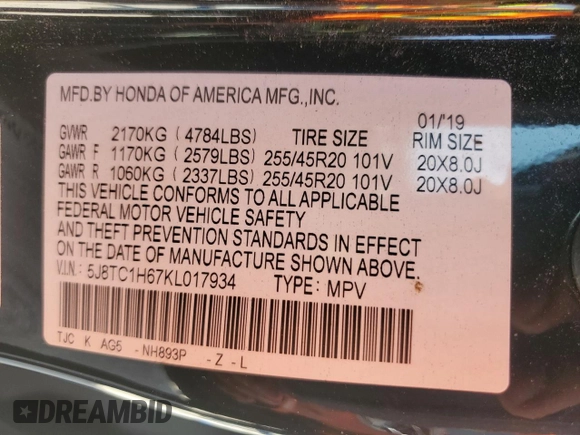 MFD.BY HONDA OF AMERICA MFG.,INC.
01/'19
GVWR 2170KG ( 4784LBS) TIRE SIZE RIM SIZE
GAWR F 1170KG ( 2579LBS) 255/45R20 101V 20X8.0J
GAWR R 1060KG ( 2337LBS) 255/45R20 101V 20X8.0J
THIS VEHICLE CONFORMS TO ALL APPLICABLE
FEDERAL MOTOR VEHICLE SAFETY
AND THEFT PREVENTION STANDARDS IN EFFECT
ON THE DATE OF MANUFACTURE SHOWN ABOVE.
V.I.N.: 5J8TC1H67KL017934 TYPE: MPV
TJC K AG5 -NH893P -Z-L
DREAMBID